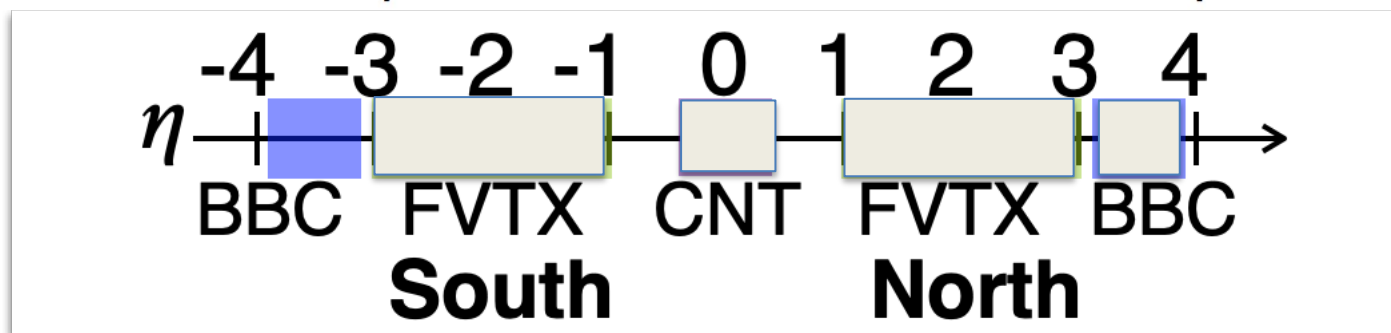 -4 -3 -2 -1 0 1 2 3 4
η
BBC FVTX CNT FVTX BBC
South North